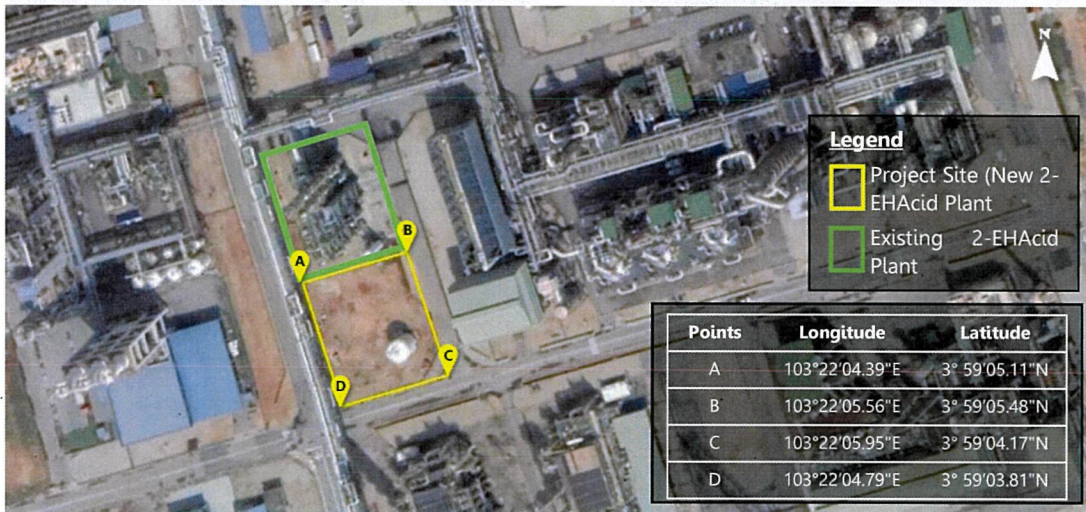 N
Legend
Project Site (New 2-
EHAcid Plant
Existing 2-EHAcid
Plant
B
A
C
D
Points Longitude Latitude
A 103°22'04.39"E 3° 59'05.11"N
B 103°22'05.56"E 3° 59'05.48"N
C 103°22'05.95"E 3° 59'04.17"N
D 103°22'04.79"E 3° 59'03.81"N